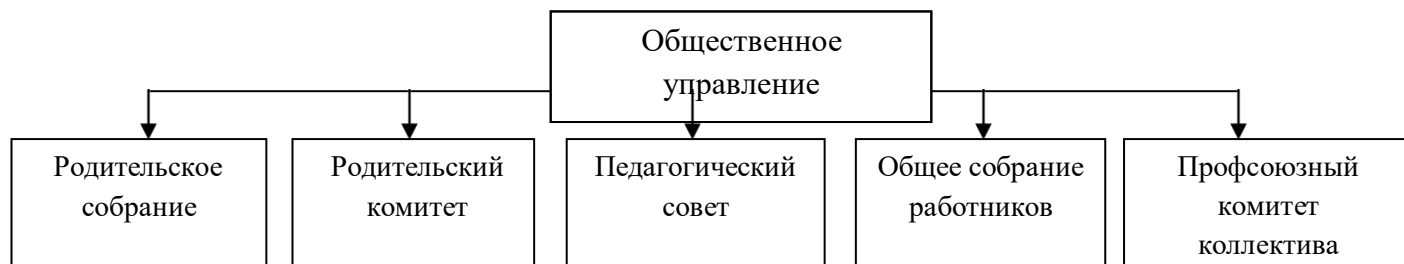 Общественное
управление
Родительское
собрание
Родительский
комитет
Педагогический
совет
Общее собрание
работников
Профсоюзный
комитет
коллектива